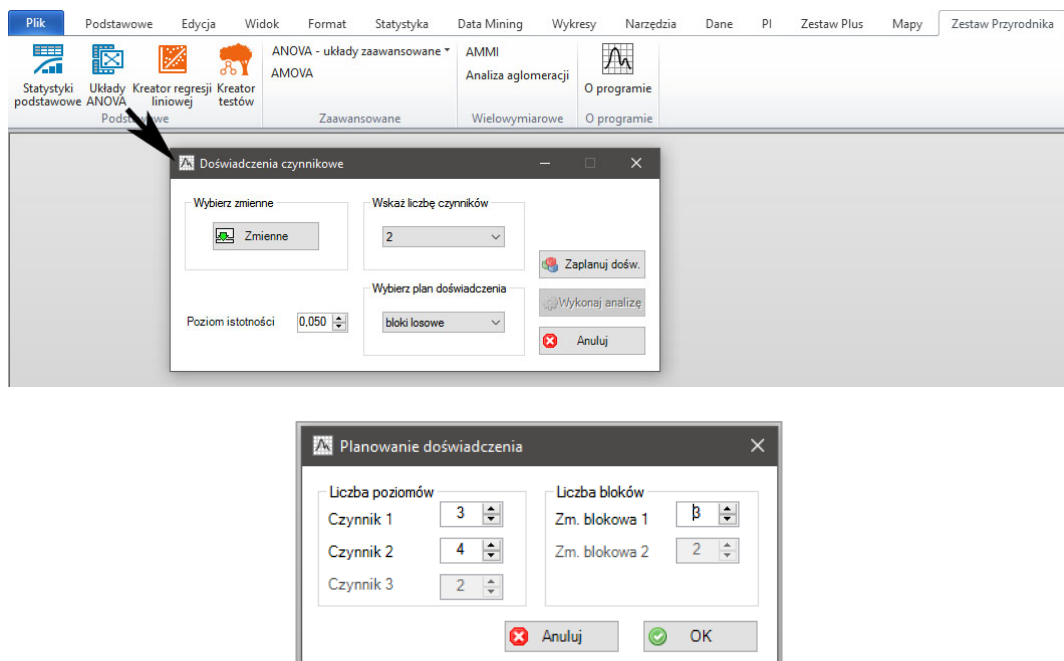 Plik Podstawowe Edycja Widok Format Statystyka Data Mining Wykresy Narzędzia Dane PI Zestaw Plus Mapy Zestaw Przyrodnika
Statystyki podstawowe
Układy ANOVA
Kreator regresji liniowej
Kreator testów
Podstawowe
ANOVA - układy zaawansowane
AMOVA
Zaawansowane
AMMI
Analiza aglomeracji
Wielowymiarowe
O programie
O programie
Doświadczenia czynnikowe
Wybierz zmienne
Zmienne
Wskaż liczbę czynników
2
Zaplanuj dośw.
Wybierz plan doświadczenia
Wykonaj analizę
Poziom istotności 0,050
bloki losowe
Anuluj
Planowanie doświadczenia
Liczba poziomów
Czynnik 1 3
Czynnik 2 4
Czynnik 3 2
Liczba bloków
Zm. blokowa 1 3
Zm. blokowa 2 2
Anuluj OK